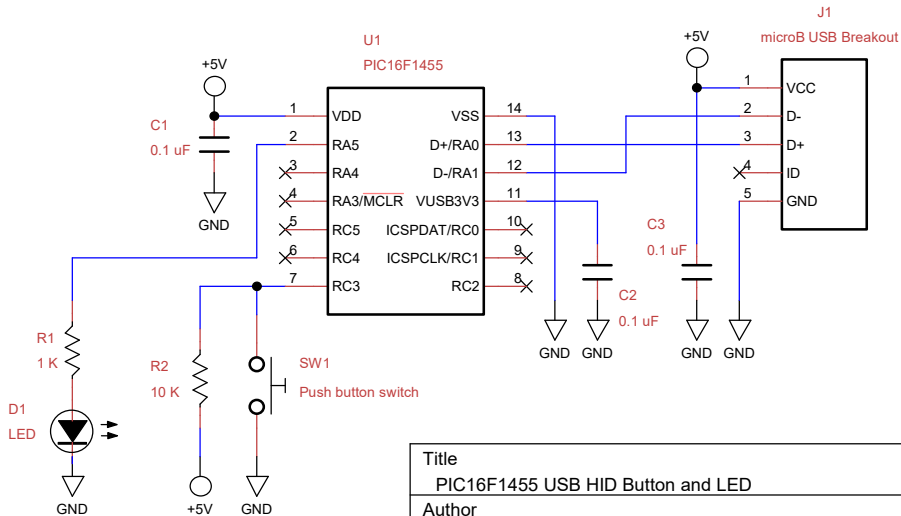 J1
microB USB Breakout
U1
PIC16F1455
+5V
+5V
1 VCC
2 D-
3 D+
4 ID
5 GND
C1
0.1 uF
GND
1 VDD VSS 14
2 RA5 D+/RA0 13
3 RA4 D-/RA1 12
4 RA3/MCLR VUSB3V3 11
5 RC5 ICSPDAT/RC0 10
6 RC4 ICSPCLK/RC1 9
7 RC3 RC2 8
C3
0.1 uF
C2
0.1 uF
GND GND GND GND
R1
1 K
R2
10 K
SW1
Push button switch
D1
LED
GND +5V GND
Title
PIC16F1455 USB HID Button and LED
Author